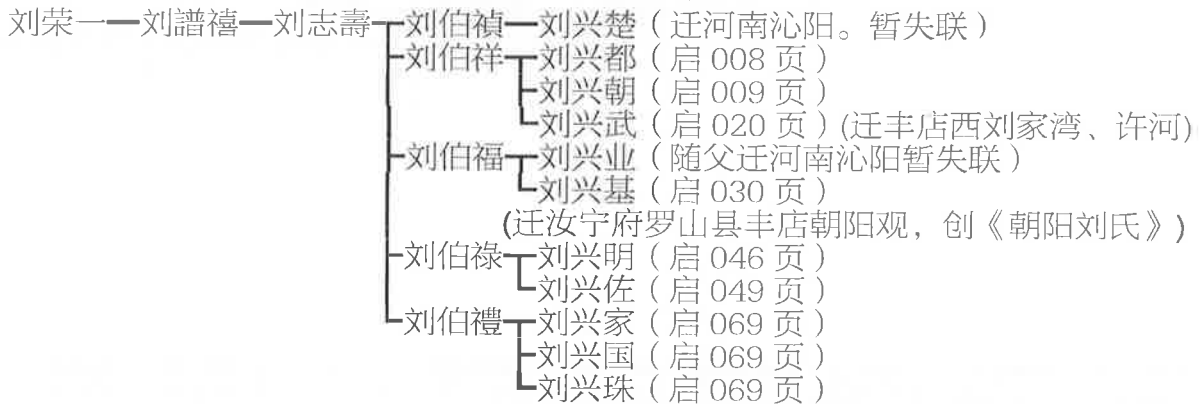 刘荣一 刘譜禧 刘志壽 刘伯禎 刘兴楚（迁河南沁阳。暂失联）
刘伯祥 刘兴都（启 008 页）
刘兴朝（启 009 页）
刘兴武（启 020 页）(迁丰店西刘家湾、许河)
刘伯福 刘兴业（随父迁河南沁阳暂失联）
刘兴基（启 030 页）
(迁汝宁府罗山县丰店朝阳观，创《朝阳刘氏》)
刘伯祿 刘兴明（启 046 页）
刘兴佐（启 049 页）
刘伯禮 刘兴家（启 069 页）
刘兴国（启 069 页）
刘兴珠（启 069 页）